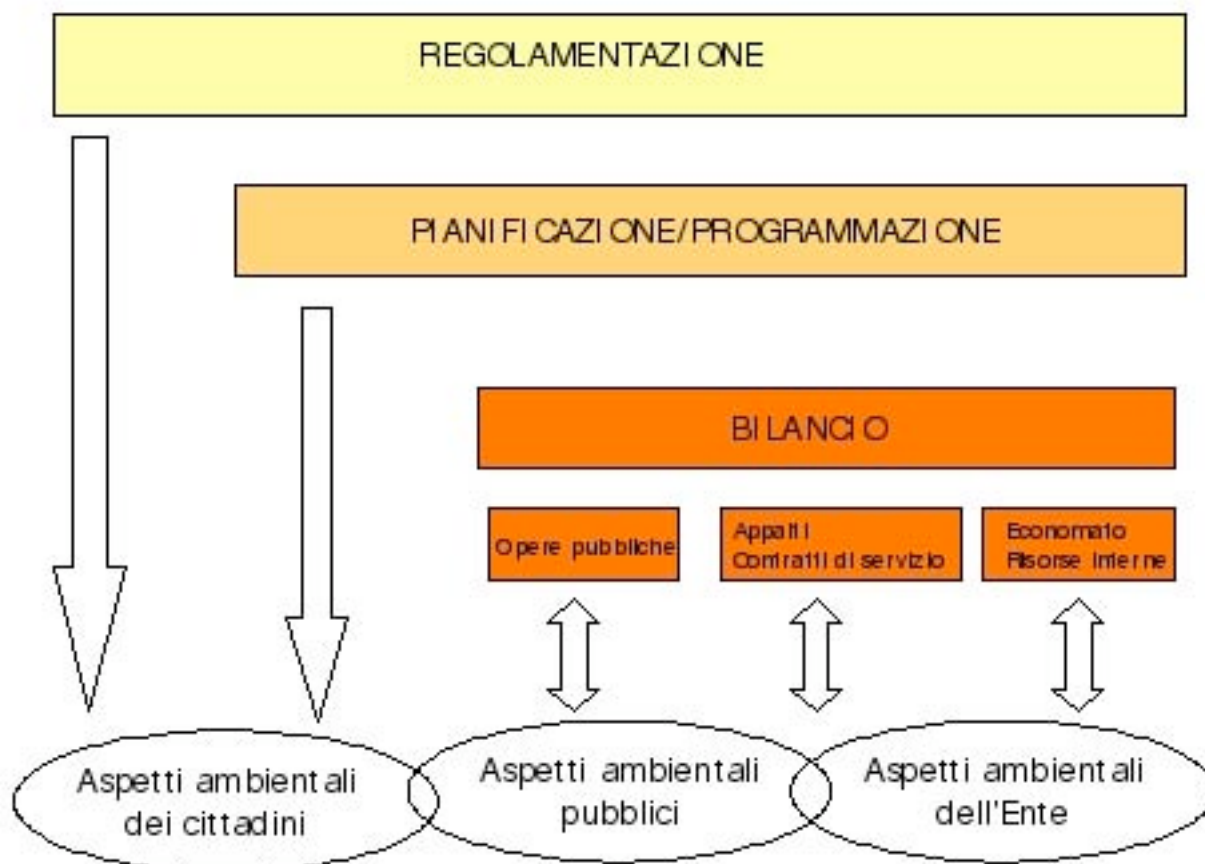 REGOLAMENTAZIONE
PIANIFICAZIONE/PROGRAMMAZIONE
BILANCIO
Opere pubbliche
Appalti
Contratti di servizio
Economato
Risorse interne
Aspetti ambientali
dei cittadini
Aspetti ambientali
pubblici
Aspetti ambientali
dell'Ente